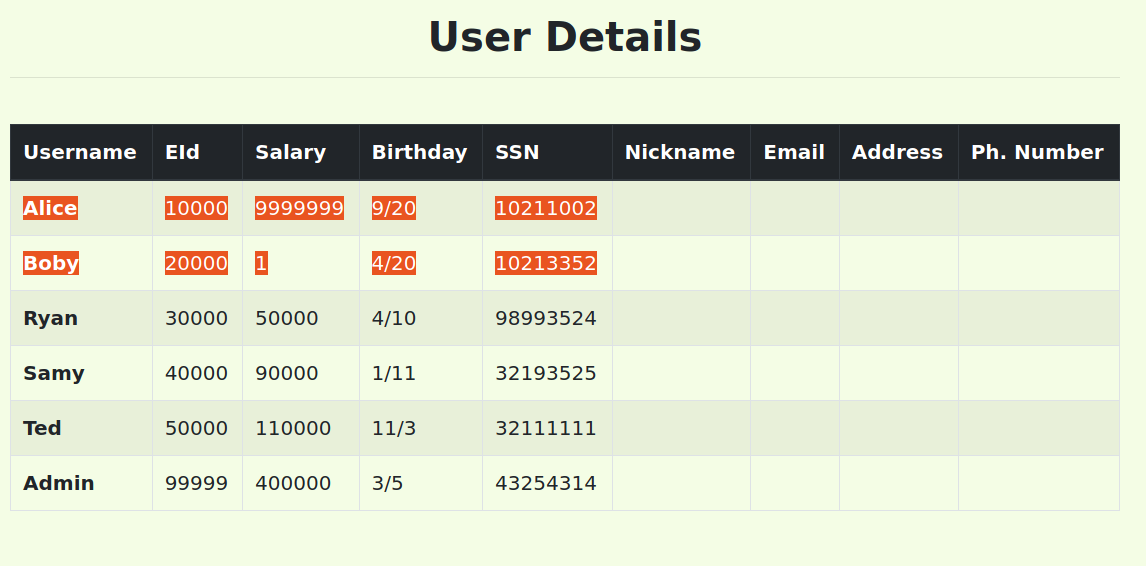 User Details
Username EId Salary Birthday SSN Nickname Email Address Ph. Number
Alice 10000 9999999 9/20 10211002
Boby 20000 1 4/20 10213352
Ryan 30000 50000 4/10 98993524
Samy 40000 90000 1/11 32193525
Ted 50000 110000 11/3 32111111
Admin 99999 400000 3/5 43254314